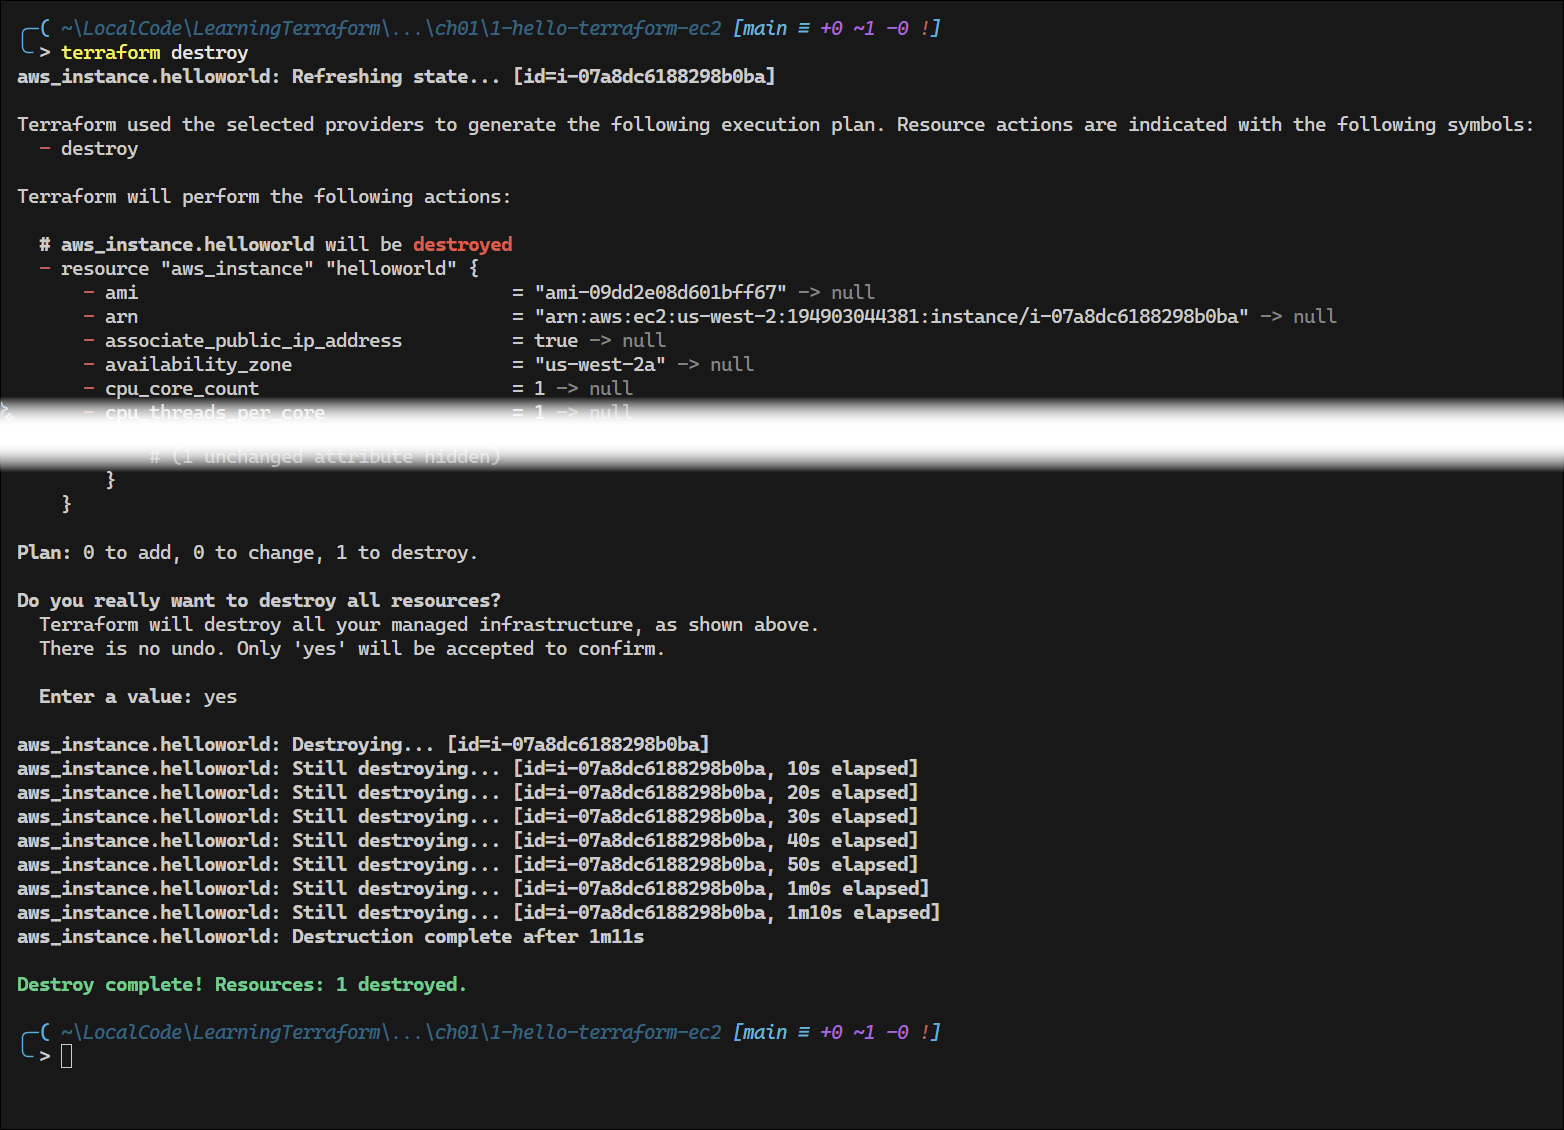 ╭─( ~\LocalCode\LearningTerraform\...\ch01\1-hello-terraform-ec2 [main ≡ +0 ~1 -0 !]
╰─> terraform destroy
aws_instance.helloworld: Refreshing state... [id=i-07a8dc6188298b0ba]
Terraform used the selected providers to generate the following execution plan. Resource actions are indicated with the following symbols:
  - destroy
Terraform will perform the following actions:
  # aws_instance.helloworld will be destroyed
  - resource "aws_instance" "helloworld" {
      - ami                                  = "ami-09dd2e08d601bff67" -> null
      - arn                                  = "arn:aws:ec2:us-west-2:194903044381:instance/i-07a8dc6188298b0ba" -> null
      - associate_public_ip_address          = true -> null
      - availability_zone                    = "us-west-2a" -> null
      - cpu_core_count                       = 1 -> null
      - cpu_threads_per_core                 = 1 -> null
            # (1 unchanged attribute hidden)
        }
    }
Plan: 0 to add, 0 to change, 1 to destroy.
Do you really want to destroy all resources?
  Terraform will destroy all your managed infrastructure, as shown above.
  There is no undo. Only 'yes' will be accepted to confirm.
  Enter a value: yes
aws_instance.helloworld: Destroying... [id=i-07a8dc6188298b0ba]
aws_instance.helloworld: Still destroying... [id=i-07a8dc6188298b0ba, 10s elapsed]
aws_instance.helloworld: Still destroying... [id=i-07a8dc6188298b0ba, 20s elapsed]
aws_instance.helloworld: Still destroying... [id=i-07a8dc6188298b0ba, 30s elapsed]
aws_instance.helloworld: Still destroying... [id=i-07a8dc6188298b0ba, 40s elapsed]
aws_instance.helloworld: Still destroying... [id=i-07a8dc6188298b0ba, 50s elapsed]
aws_instance.helloworld: Still destroying... [id=i-07a8dc6188298b0ba, 1m0s elapsed]
aws_instance.helloworld: Still destroying... [id=i-07a8dc6188298b0ba, 1m10s elapsed]
aws_instance.helloworld: Destruction complete after 1m11s
Destroy complete! Resources: 1 destroyed.
╭─( ~\LocalCode\LearningTerraform\...\ch01\1-hello-terraform-ec2 [main ≡ +0 ~1 -0 !]
╰─>